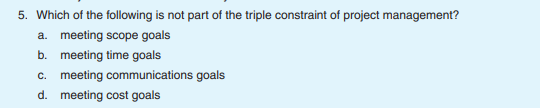 5. Which of the following is not part of the triple constraint of project management?
a. meeting scope goals
b. meeting time goals
c. meeting communications goals
d. meeting cost goals